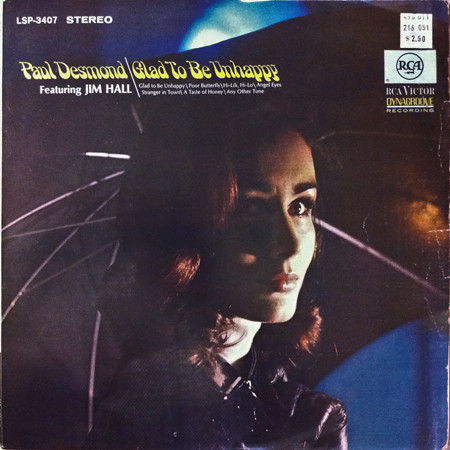 LSP-3407 STEREO
216 051
$2.50
Paul Desmond / Glad To Be Unhappy
Featuring JIM HALL
Glad to Be Unhappy \ Poor Butterfly \ Hi-Lili, Hi-Lo \ Angel Eyes
Stranger in Town \ A Taste of Honey \ Any Other Time
RCA
RCA VICTOR
DYNAGROOVE
RECORDING